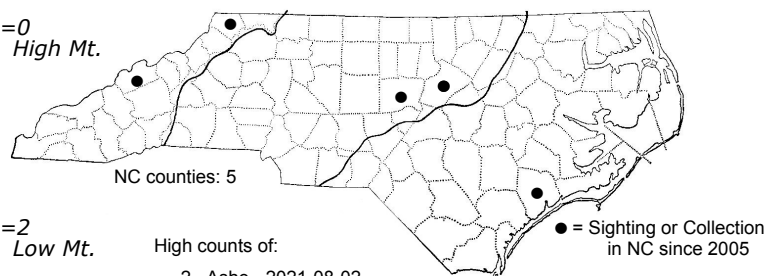 =0
High Mt.
NC counties: 5
=2
Low Mt.
High counts of:
● = Sighting or Collection
in NC since 2005
2 - Ashe - 2021-08-02